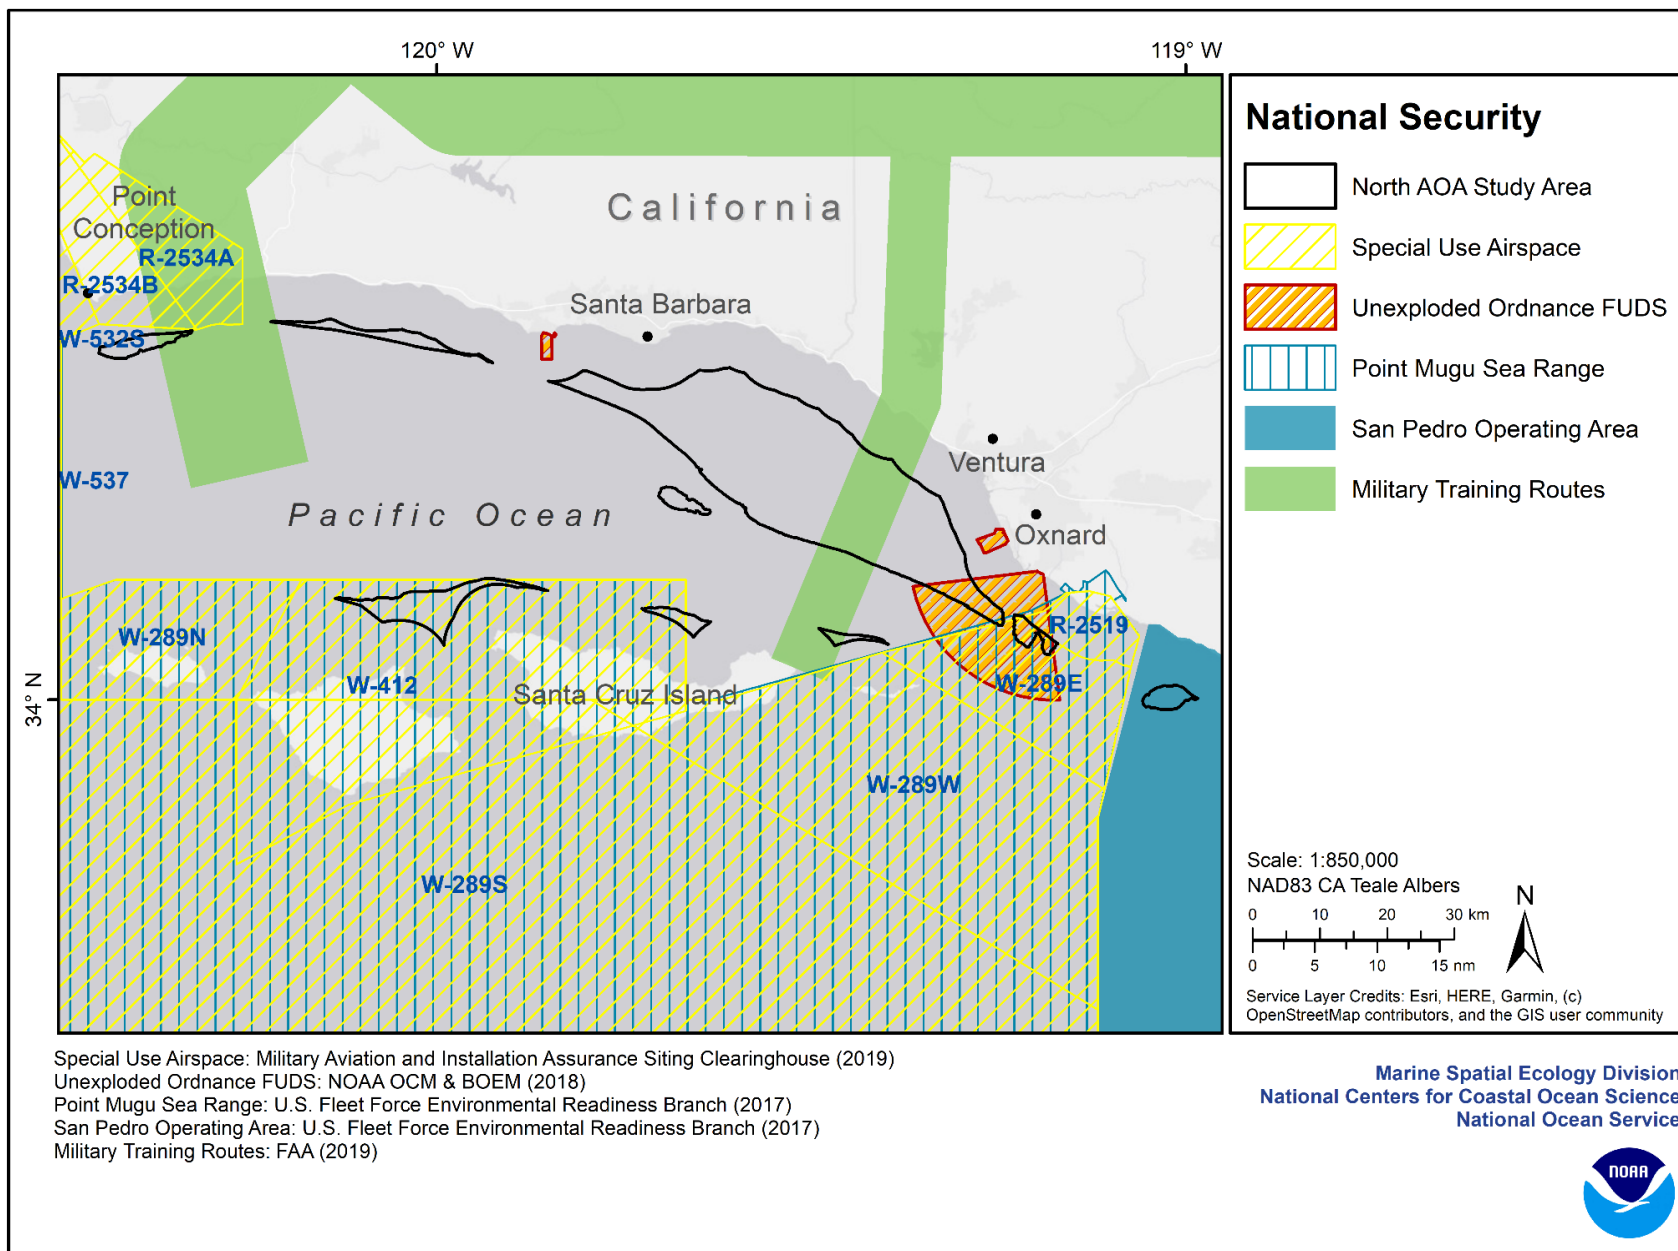 120° W
119° W
National Security
Point
Conception
California
North AOA Study Area
R-2534A
Special Use Airspace
R-2534B
Santa Barbara
Unexploded Ordnance FUDS
W-532S
Point Mugu Sea Range
San Pedro Operating Area
Ventura
W-537
Military Training Routes
Pacific Ocean
Oxnard
W-289N
R-2519
W-412
Santa Cruz Island
W-289E
34° N
W-289W
W-289S
Scale: 1:850,000
NAD83 CA Teale Albers
0 10 20 30 km
0 5 10 15 nm
N
Service Layer Credits: Esri, HERE, Garmin, (c)
OpenStreetMap contributors, and the GIS user community
Special Use Airspace: Military Aviation and Installation Assurance Siting Clearinghouse (2019)
Unexploded Ordnance FUDS: NOAA OCM & BOEM (2018)
Point Mugu Sea Range: U.S. Fleet Force Environmental Readiness Branch (2017)
San Pedro Operating Area: U.S. Fleet Force Environmental Readiness Branch (2017)
Military Training Routes: FAA (2019)
Marine Spatial Ecology Division
National Centers for Coastal Ocean Science
National Ocean Service
NOAA